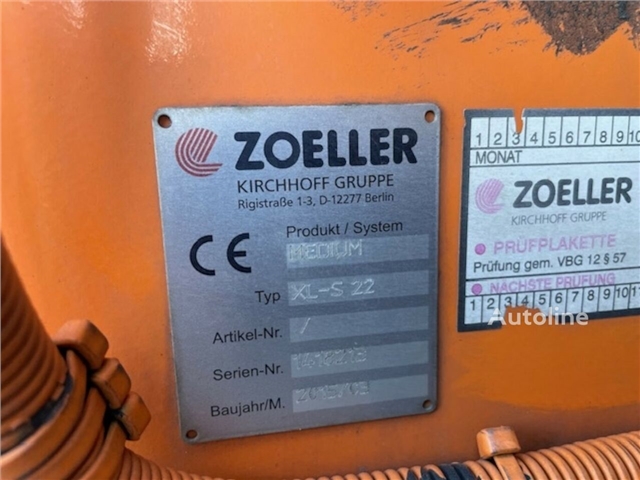 ZOELLER
KIRCHHOFF GRUPPE
Rigistraße 1-3, D-12277 Berlin
Produkt / System
CE MEDIUM
Typ XL-S 22
Artikel-Nr. /
Serien-Nr.
Baujahr/M.
1 2 3 4 5 6 7 8 9 10
MONAT
ZOELLER
KIRCHHOFF GRUPPE
PRÜFPLAKETTE
Prüfung gem. VBG 12 § 57
NÄCHSTE PRÜFUNG
1 2 3 4 5 6 7 8 9 10 11
Autoline